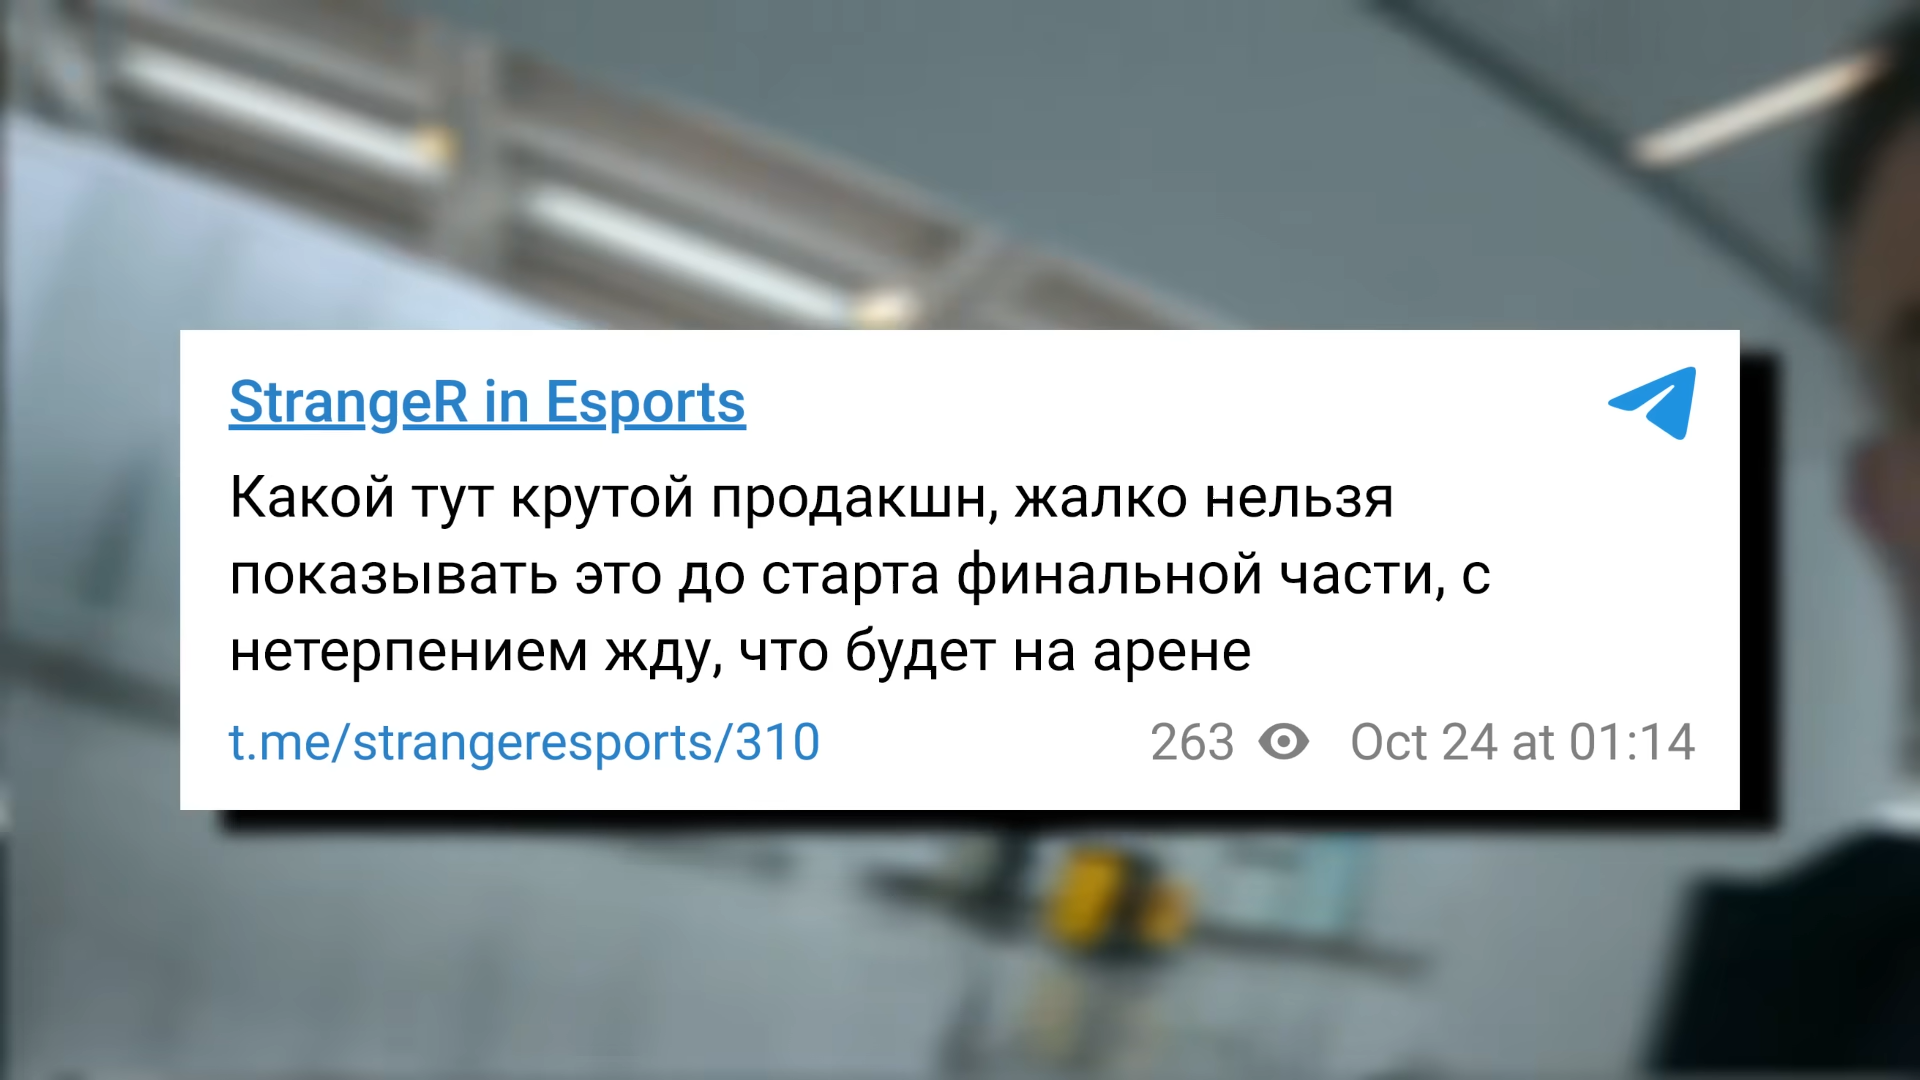 StrangeR in Esports
Какой тут крутой продакшн, жалко нельзя
показывать это до старта финальной части, с
нетерпением жду, что будет на арене
t.me/strangeresports/310
263 Oct 24 at 01:14